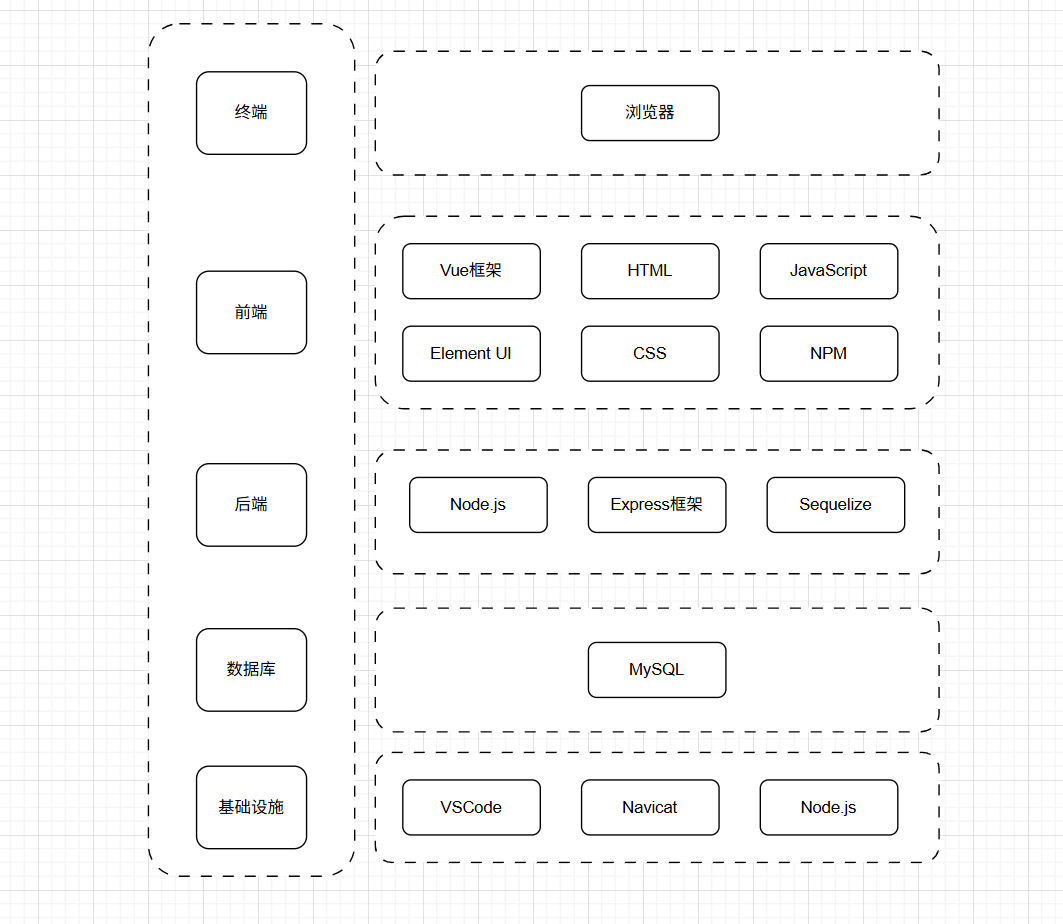 终端
浏览器
前端
Vue框架
HTML
JavaScript
Element UI
CSS
NPM
后端
Node.js
Express框架
Sequelize
数据库
MySQL
基础设施
VSCode
Navicat
Node.js